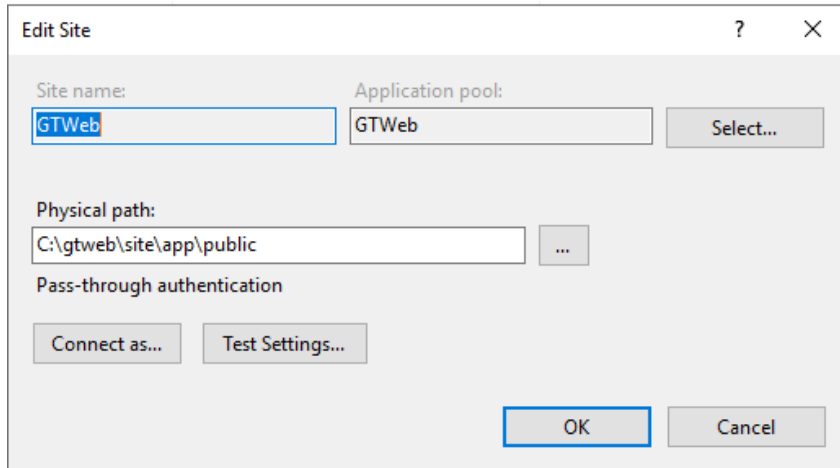 Edit Site
?
Site name:
Application pool:
GTWeb
GTWeb
Select...
Physical path:
C:\gtweb\site\app\public
...
Pass-through authentication
Connect as...
Test Settings...
OK
Cancel